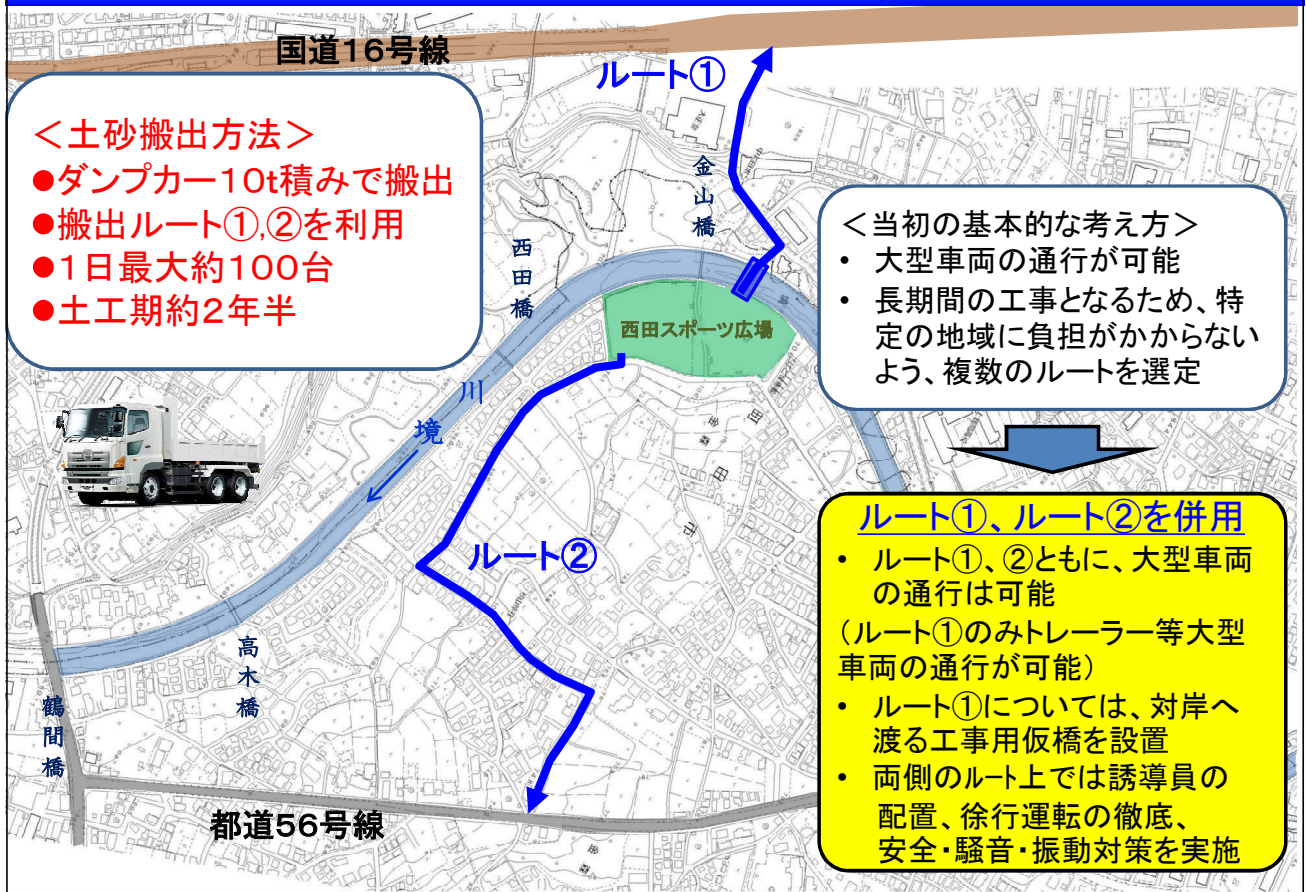 国道16号線
ルート①
＜土砂搬出方法＞
●ダンプカー10t積みで搬出
●搬出ルート①,②を利用
●1日最大約100台
●土工期約2年半
金山橋
西田橋
＜当初の基本的な考え方＞
• 大型車両の通行が可能
• 長期間の工事となるため、特
定の地域に負担がかからない
よう、複数のルートを選定
西田スポーツ広場
境川
ルート②
ルート①、ルート②を併用
• ルート①、②ともに、大型車両
の通行は可能
（ルート①のみトレーラー等大型
車両の通行が可能）
• ルート①については、対岸へ
渡る工事用仮橋を設置
• 両側のルート上では誘導員の
配置、徐行運転の徹底、
安全・騒音・振動対策を実施
高木橋
鶴間橋
都道56号線